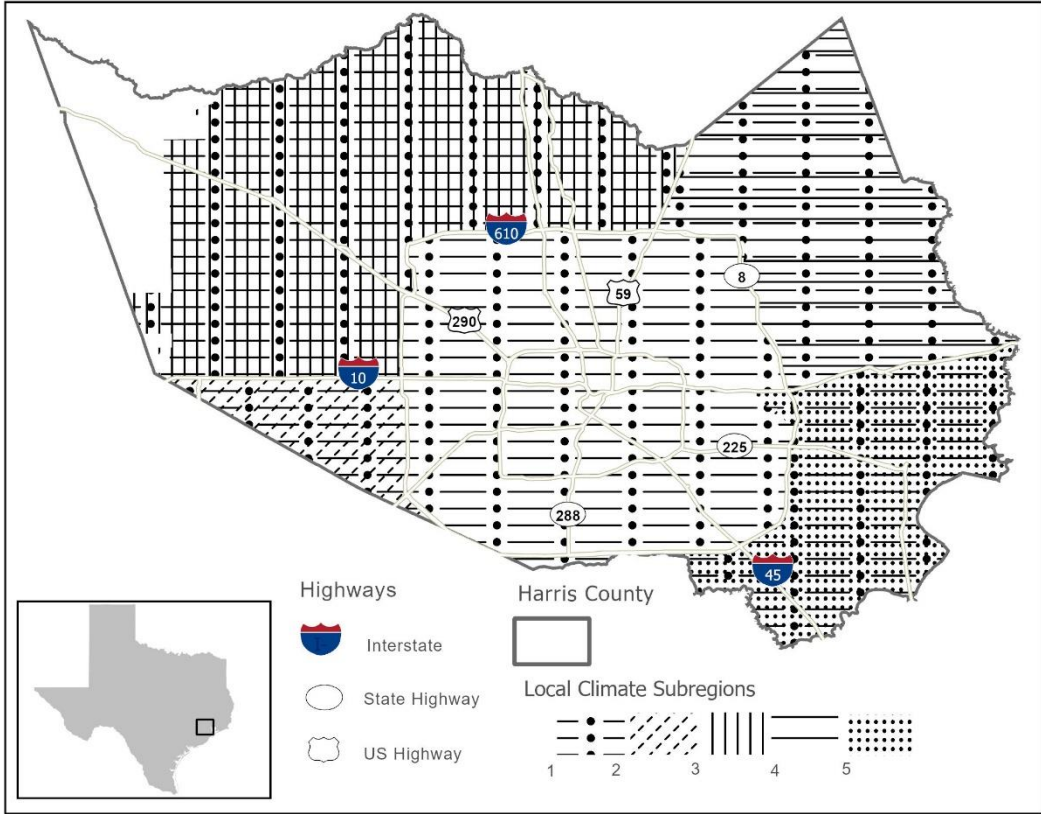 610
8
59
290
10
225
288
45
Highways
Interstate
State Highway
US Highway
Harris County
Local Climate Subregions
1 2 3 4 5